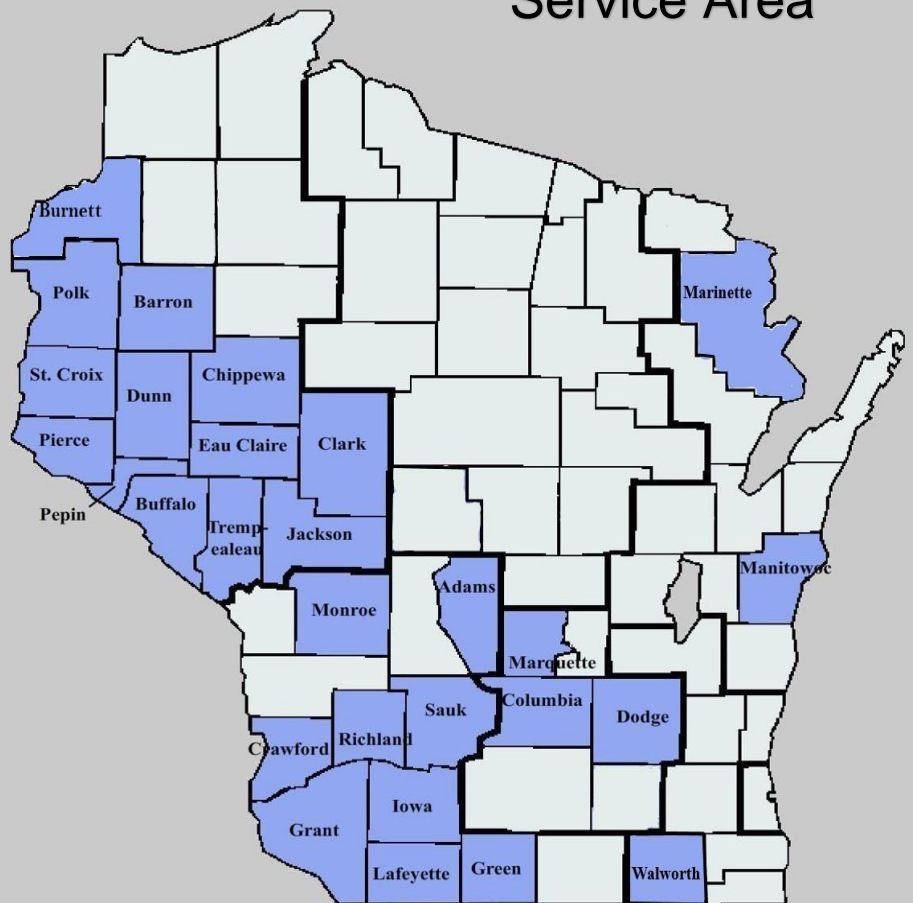 Service Area
Burnett
Polk
Barron
Marinette
St. Croix
Dunn
Chippewa
Pierce
Eau Claire
Clark
Pepin
Buffalo
Tremp-
ealeau
Jackson
Manitowoc
Monroe
Adams
Marquette
Columbia
Sauk
Dodge
Crawford
Richland
Iowa
Grant
Lafeyette
Green
Walworth